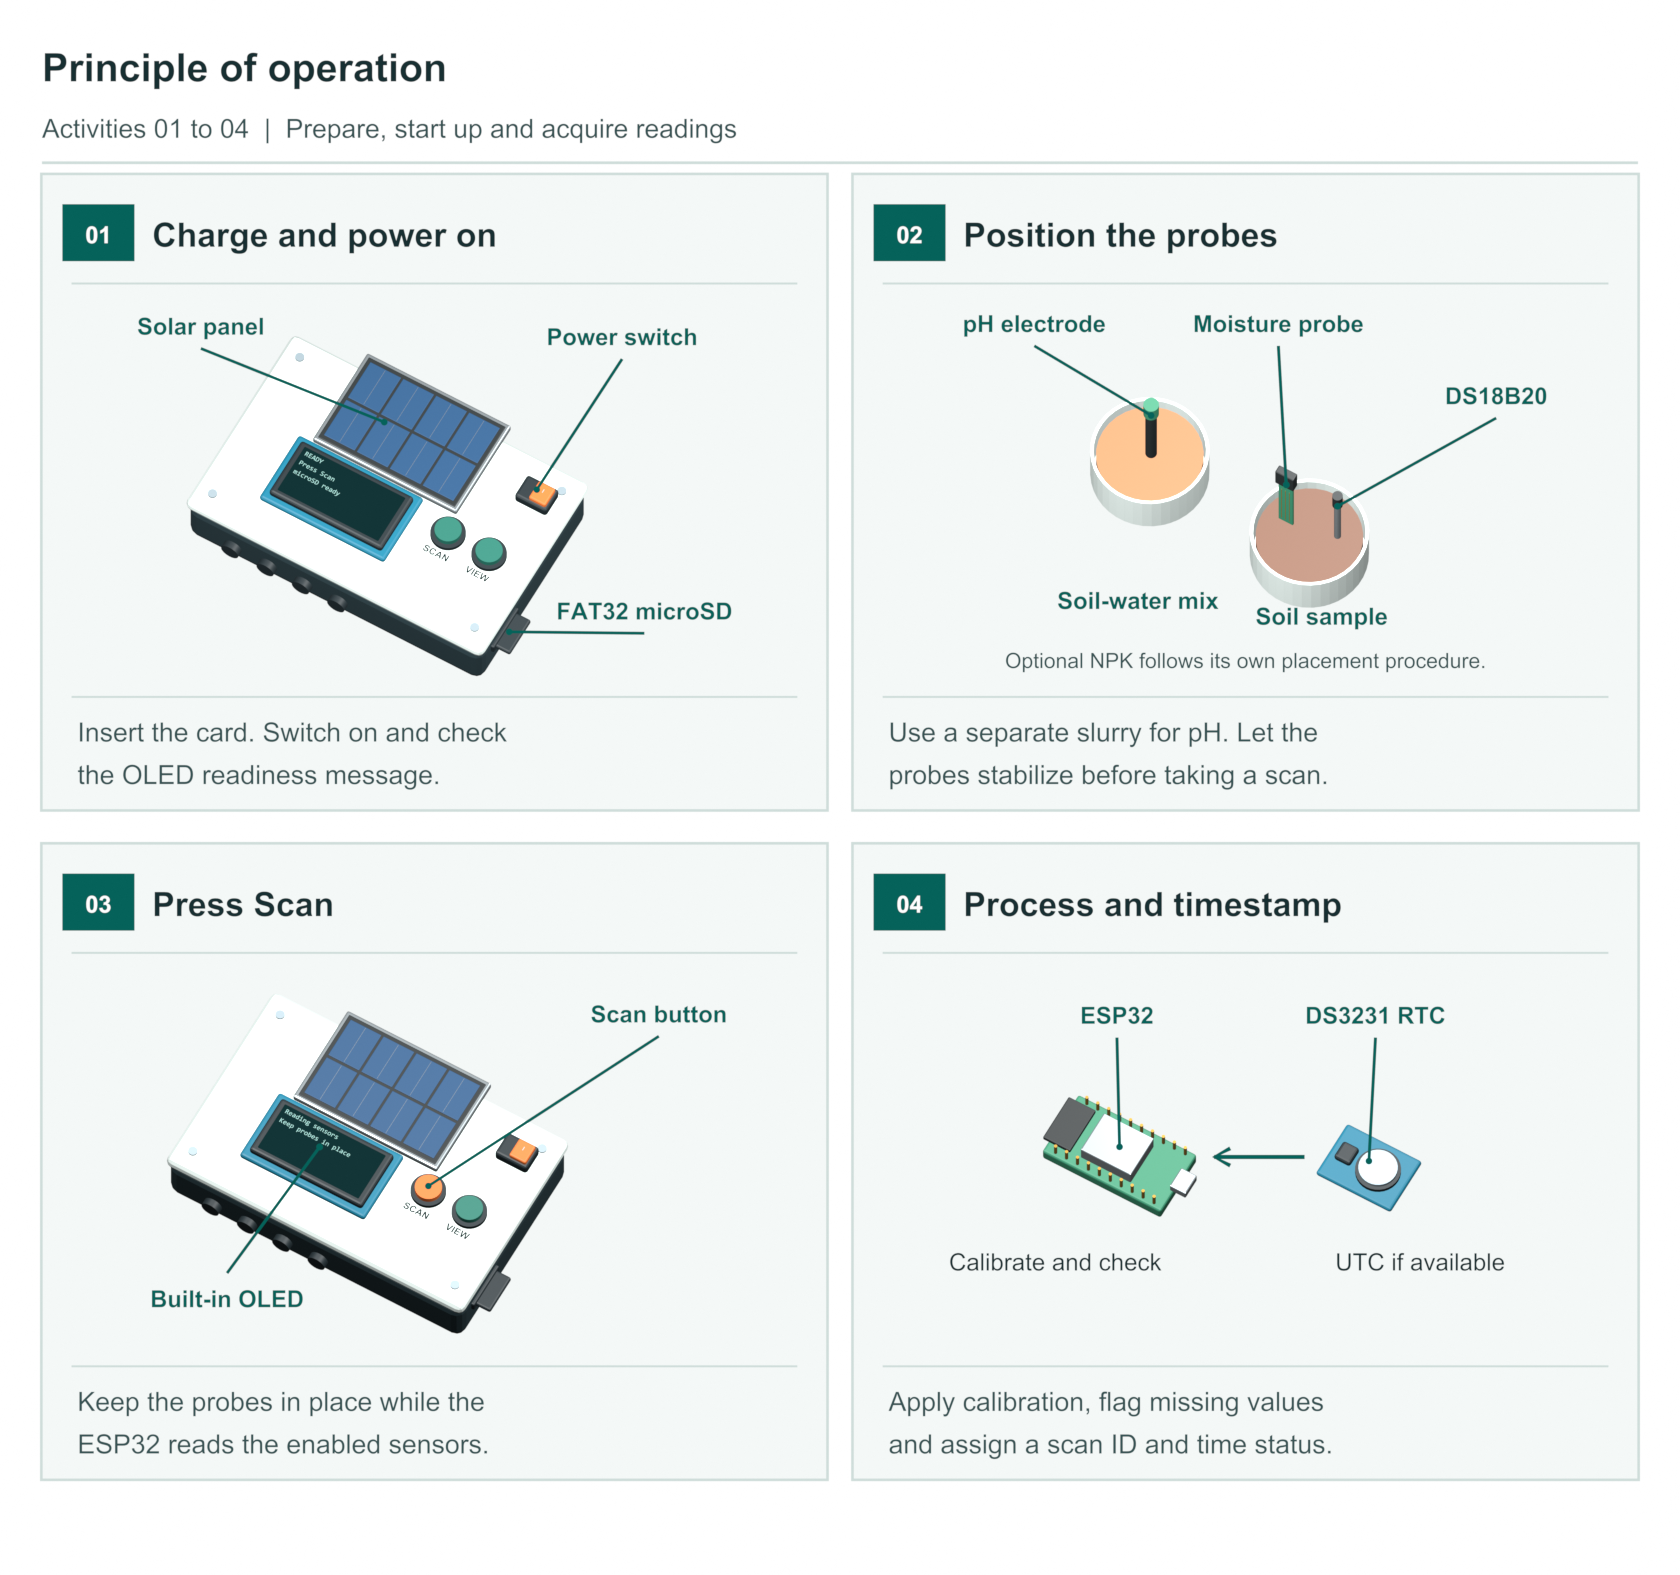 Principle of operation
Activities 01 to 04 | Prepare, start up and acquire readings
01 Charge and power on
Solar panel
Power switch
READY
Press Scan
microSD ready
SCAN
VIEW
FAT32 microSD
Insert the card. Switch on and check
the OLED readiness message.
02 Position the probes
pH electrode
Moisture probe
DS18B20
Soil-water mix
Soil sample
Optional NPK follows its own placement procedure.
Use a separate slurry for pH. Let the
probes stabilize before taking a scan.
03 Press Scan
Scan button
Reading sensors
Keep probes in place
SCAN
VIEW
Built-in OLED
Keep the probes in place while the
ESP32 reads the enabled sensors.
04 Process and timestamp
ESP32
DS3231 RTC
Calibrate and check
UTC if available
Apply calibration, flag missing values
and assign a scan ID and time status.